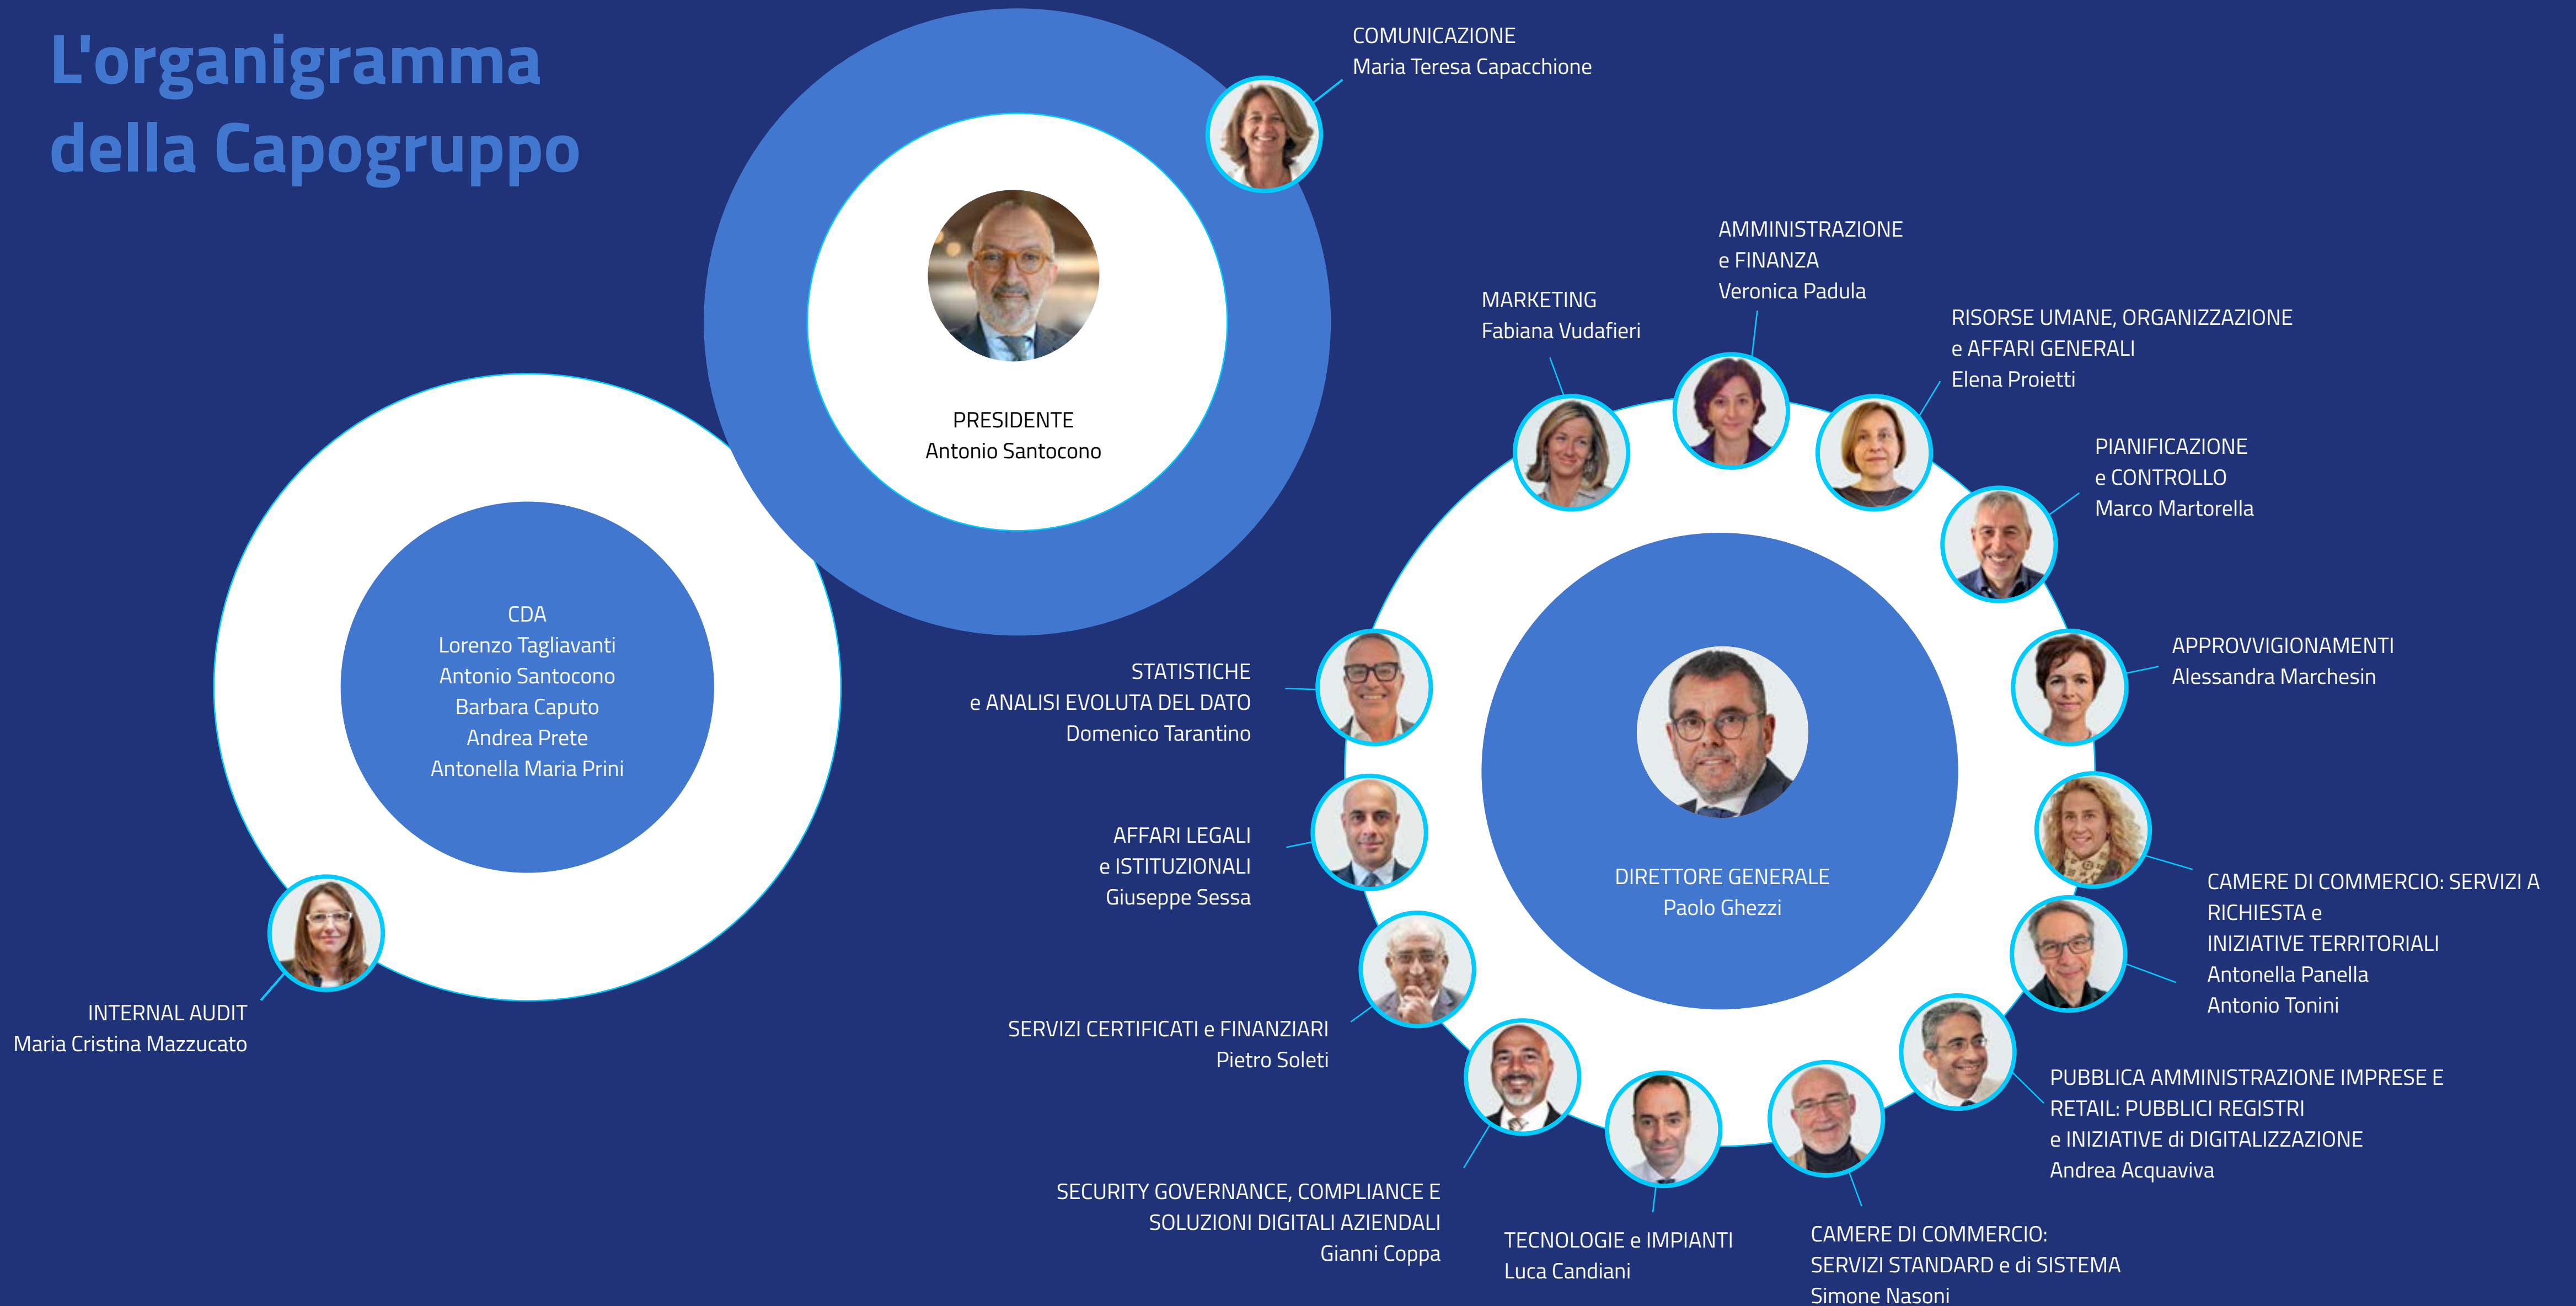 L'organigramma
della Capogruppo
COMUNICAZIONE
Maria Teresa Capacchione
PRESIDENTE
Antonio Santocono
CDA
Lorenzo Tagliavanti
Antonio Santocono
Barbara Caputo
Andrea Prete
Antonella Maria Prini
INTERNAL AUDIT
Maria Cristina Mazzucato
MARKETING
Fabiana Vudafieri
AMMINISTRAZIONE
e FINANZA
Veronica Padula
RISORSE UMANE, ORGANIZZAZIONE
e AFFARI GENERALI
Elena Proietti
PIANIFICAZIONE
e CONTROLLO
Marco Martorella
APPROVVIGIONAMENTI
Alessandra Marchesin
CAMERE DI COMMERCIO: SERVIZI A
RICHIESTA e
INIZIATIVE TERRITORIALI
Antonella Panella
Antonio Tonini
PUBBLICA AMMINISTRAZIONE IMPRESE E
RETAIL: PUBBLICI REGISTRI
e INIZIATIVE di DIGITALIZZAZIONE
Andrea Acquaviva
CAMERE DI COMMERCIO:
SERVIZI STANDARD e di SISTEMA
Simone Nasoni
TECNOLOGIE e IMPIANTI
Luca Candiani
SECURITY GOVERNANCE, COMPLIANCE E
SOLUZIONI DIGITALI AZIENDALI
Gianni Coppa
SERVIZI CERTIFICATI e FINANZIARI
Pietro Soleti
AFFARI LEGALI
e ISTITUZIONALI
Giuseppe Sessa
STATISTICHE
e ANALISI EVOLUTA DEL DATO
Domenico Tarantino
DIRETTORE GENERALE
Paolo Ghezzi